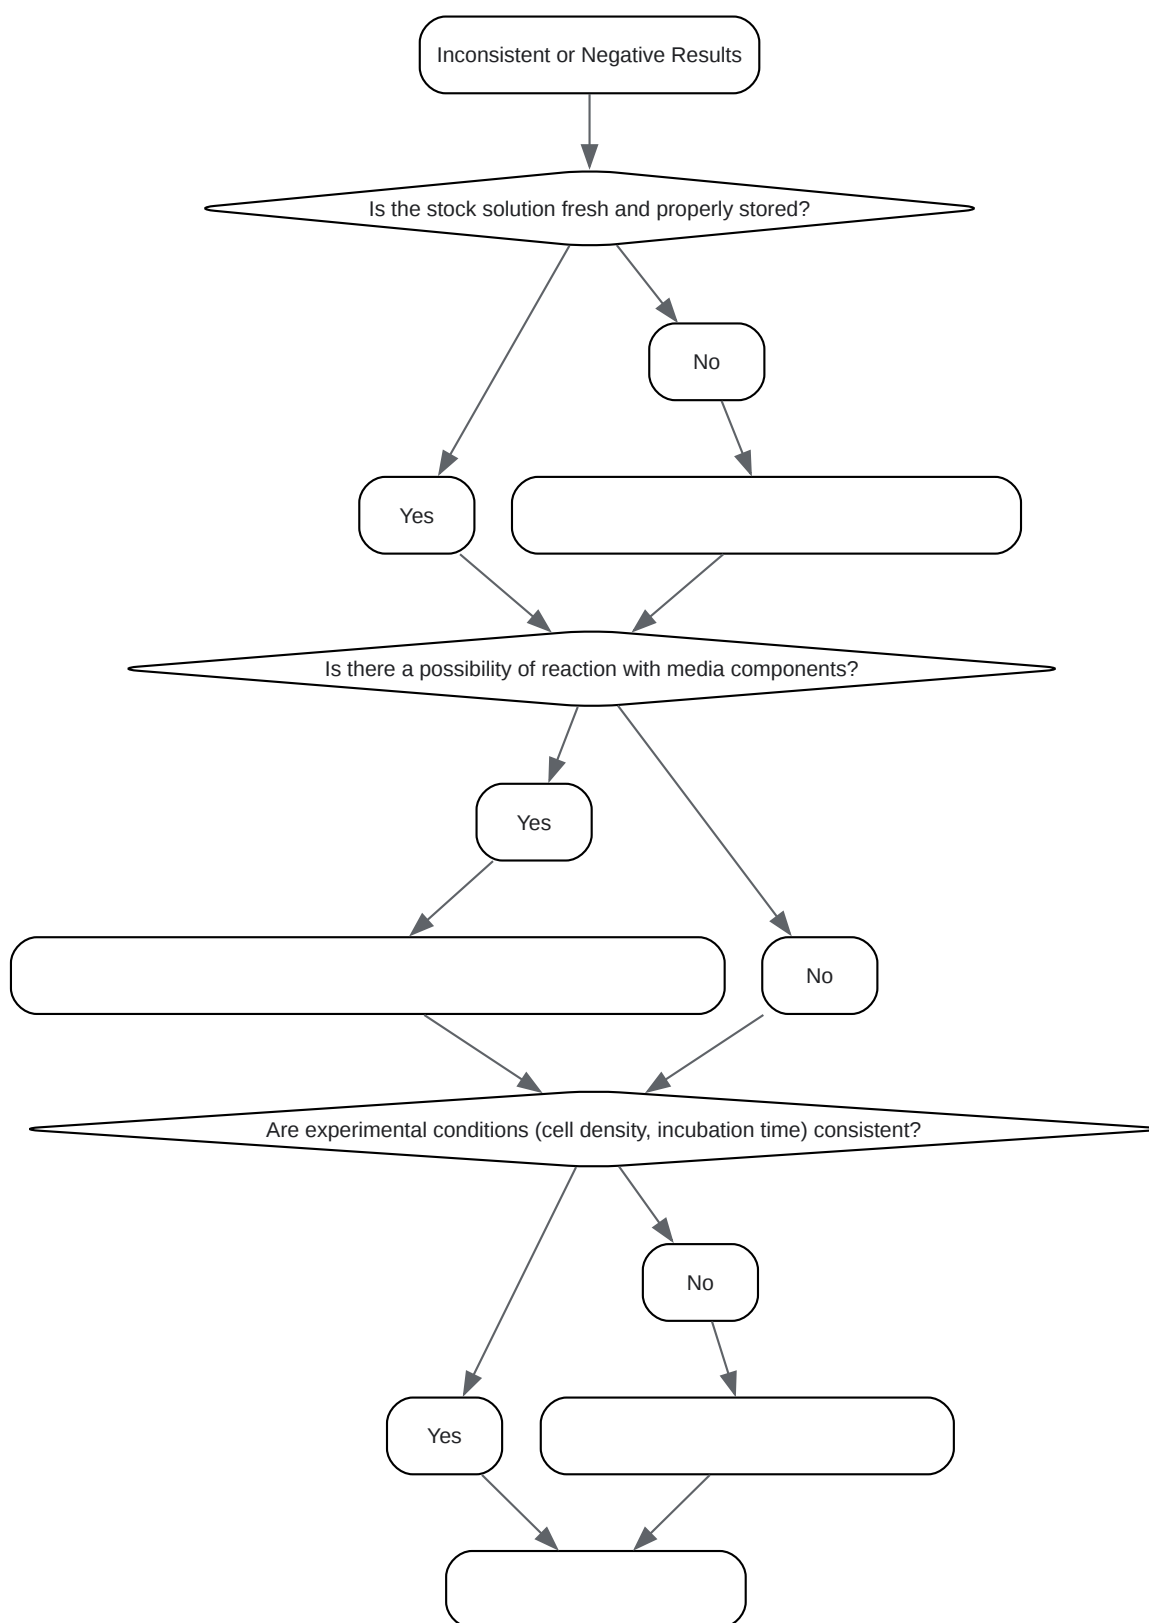 Inconsistent or Negative Results
Is the stock solution fresh and properly stored?
No
Yes
Is there a possibility of reaction with media components?
Yes
No
Are experimental conditions (cell density, incubation time) consistent?
No
Yes